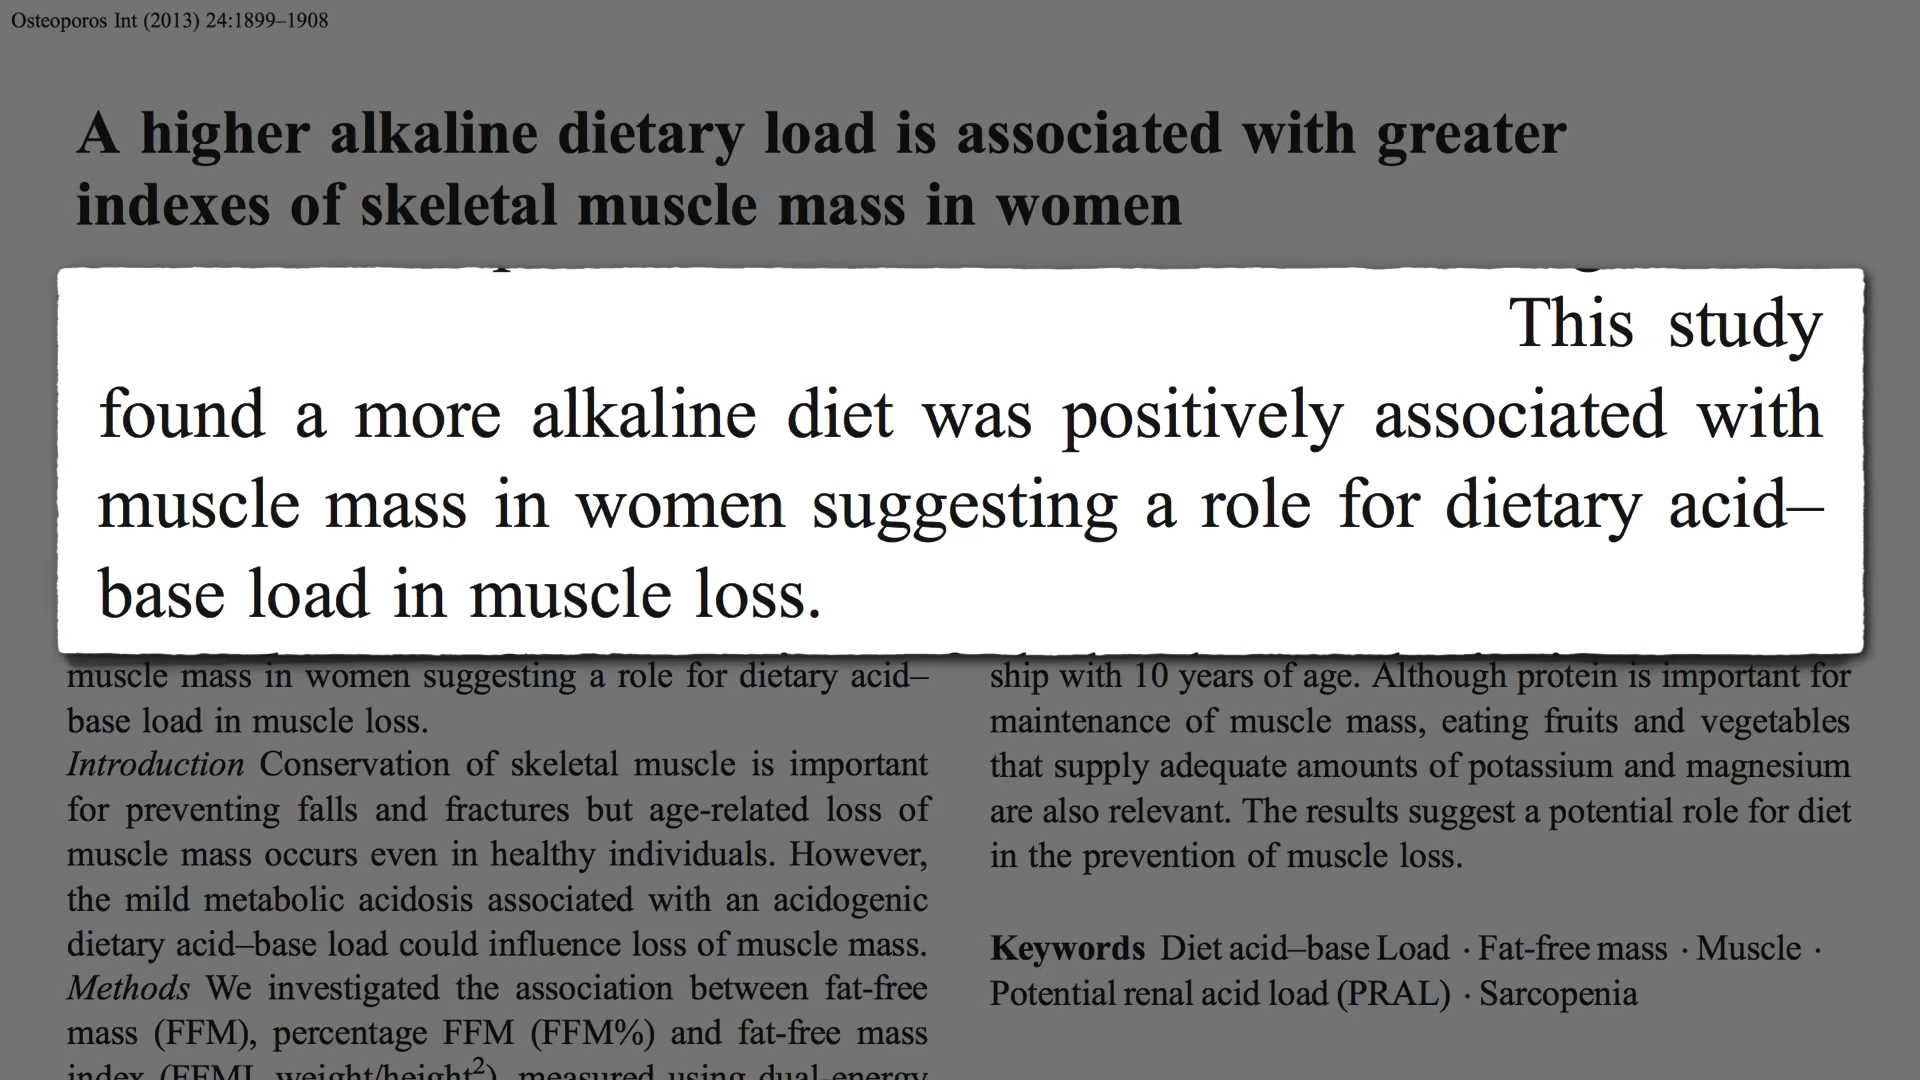 Osteoporos Int (2013) 24:1899–1908
A higher alkaline dietary load is associated with greater
indexes of skeletal muscle mass in women
This study
found a more alkaline diet was positively associated with
muscle mass in women suggesting a role for dietary acid–
base load in muscle loss.
muscle mass in women suggesting a role for dietary acid–
base load in muscle loss.
Introduction Conservation of skeletal muscle is important
for preventing falls and fractures but age-related loss of
muscle mass occurs even in healthy individuals. However,
the mild metabolic acidosis associated with an acidogenic
dietary acid–base load could influence loss of muscle mass.
Methods We investigated the association between fat-free
mass (FFM), percentage FFM (FFM%) and fat-free mass
index (FFMI, weight/height²), measured using dual-energy
ship with 10 years of age. Although protein is important for
maintenance of muscle mass, eating fruits and vegetables
that supply adequate amounts of potassium and magnesium
are also relevant. The results suggest a potential role for diet
in the prevention of muscle loss.
Keywords Diet acid–base Load · Fat-free mass · Muscle ·
Potential renal acid load (PRAL) · Sarcopenia